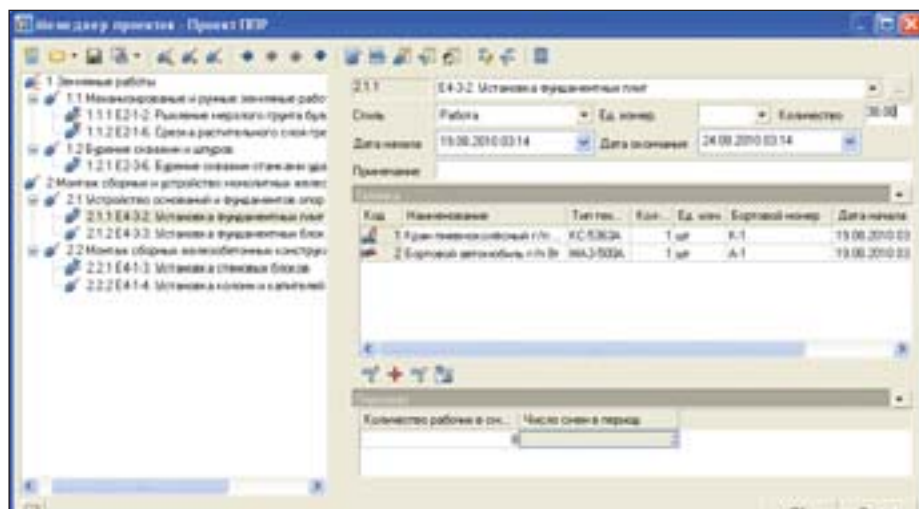 Менеджер проектов - Проект ППР
1 Земляные работы
1.1 Механизированные и ручные земляные рабо
1.1.1 Е2-1-2. Рыхление мерзлого грунта бул
1.1.2 Е2-1-6. Срезка растительного слоя гре
1.2 Бурение скважин и шпуров
1.2.1 Е2-3-6. Бурение скважин станками уда
2 Монтаж сборных и устройство монолитных желез
2.1 Устройство оснований и фундаментов опор
2.1.1 Е4-3-2. Установка фундаментных плит
2.1.2 Е4-3-3. Установка фундаментных блок
2.2 Монтаж сборных железобетонных конструкц
2.2.1 Е4-1-3. Установка стеновых блоков
2.2.2 Е4-1-4. Установка колонн и капителей
2.1.1
Е4-3-2. Установка фундаментных плит
Стиль
Работа
Ед. измер.
Количество
30.00
Дата начала
19.08.2010 03:14
Дата окончания
24.08.2010 03:14
Примечание
Код Наименование Тип тех... Кол-... Ед. изм. Бортовой номер Дата начала
1 Кран пневмоколесный г/п... КС-5363А 1 шт К-1 19.08.2010 03
2 Бортовой автомобиль г/п 8т МАЗ-500А 1 шт А-1 19.08.2010 03
Количество рабочих в см... Число смен в период